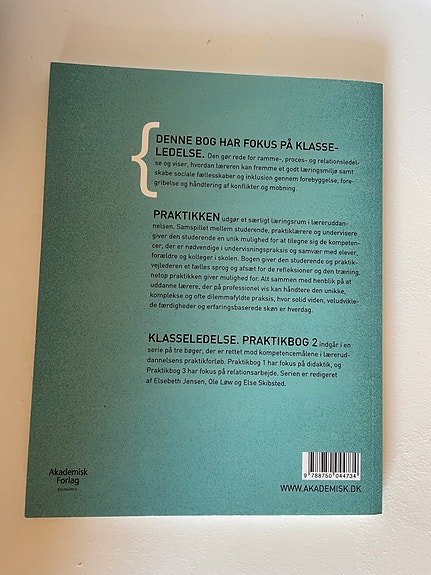 DENNE BOG HAR FOKUS PÅ KLASSE-
LEDELSE. Den gør rede for ramme-, proces- og relationsledel-
se og viser, hvordan læreren kan fremme et godt læringsmiljø samt
skabe sociale fællesskaber og inklusion gennem forebyggelse, fore-
gribelse og håndtering af konflikter og mobning.
PRAKTIKKEN udgør et særligt læringsrum i læreruddan-
nelsen. Samspillet mellem studerende, praktiklærere og undervisere
giver den studerende en unik mulighed for at tilegne sig de kompeten-
cer, der er nødvendige i undervisningspraksis og samvær med elever,
forældre og kolleger i skolen. Bogen giver den studerende og praktik-
vejlederen et fælles sprog og afsæt for de refleksioner og den træning,
netop praktikken giver mulighed for. Alt sammen med henblik på at
uddanne lærere, der på professionel vis kan håndtere den unikke,
komplekse og ofte dilemmafyldte praksis, hvor solid viden, veludvikle-
de færdigheder og erfaringsbaserede skøn er hverdag.
KLASSELEDELSE. PRAKTIKBOG 2 indgår i en
serie på tre bøger, der er rettet mod kompetencemålene i lærerud-
dannelsens praktikforløb. Praktikbog 1 har fokus på didaktik, og
Praktikbog 3 har fokus på relationsarbejde. Serien er redigeret
af Elsebeth Jensen, Ole Løw og Else Skibsted.
Akademisk
Forlag
9 788750 044734
WWW.AKADEMISK.DK